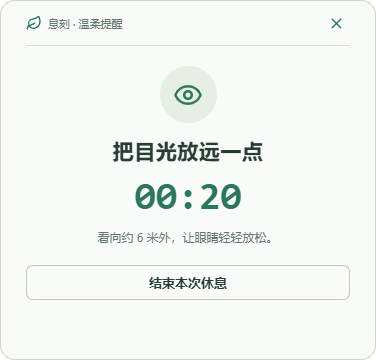 息刻 · 温柔提醒
把目光放远一点
00:20
看向约 6 米外，让眼睛轻轻放松。
结束本次休息